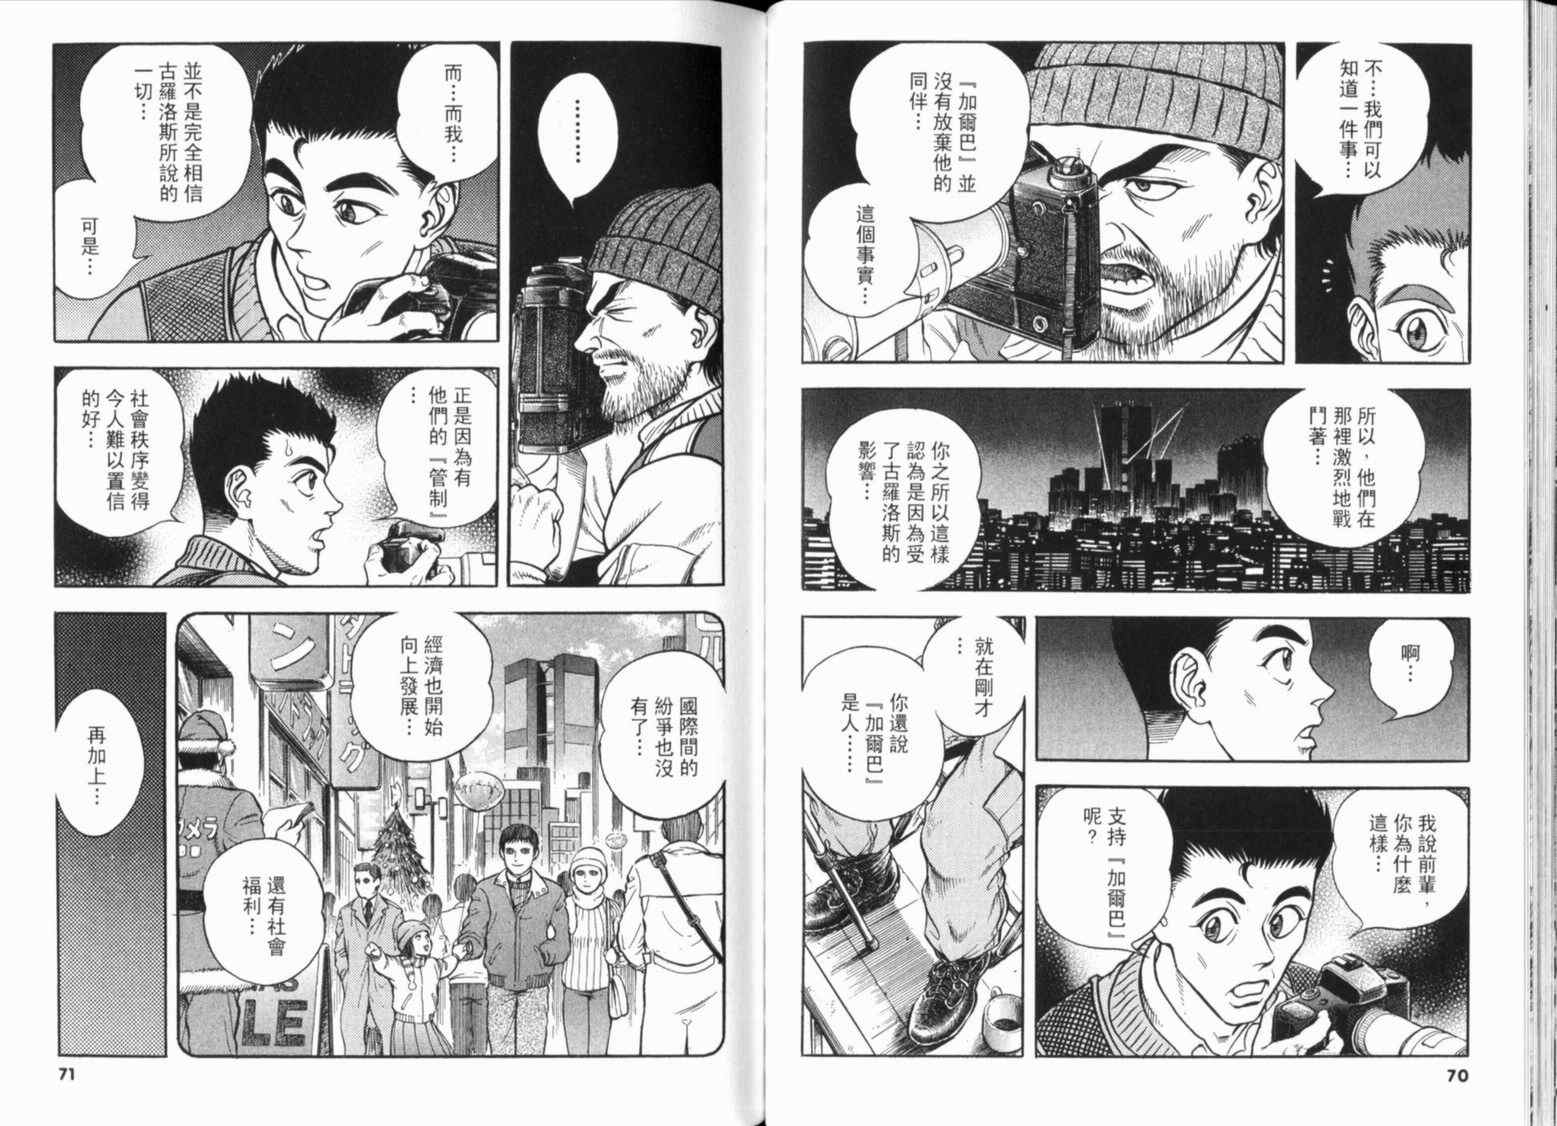 不…我們可以
知道一件事…
『加爾巴』並
沒有放棄他的
同伴…
這個事實…
所以，他們在
那裡激烈地戰
鬥著…
你之所以這樣
認為是因為受
了古羅洛斯的
影響…
啊…
我說前輩，
你為什麼
這樣…
支持『加爾巴』
呢？
就在剛才
…
你還說
『加爾巴』
是人……
70
………
而…而我…
並不是完全相信
古羅洛斯所說的
一切…
可是…
正是因為有
他們的『管制』
…
社會秩序變得
今人難以置信
的好…
國際間的
紛爭也沒
有了…
經濟也開始
向上發展…
還有社會
福利…
ン
カメラ
LE
再加上…
71